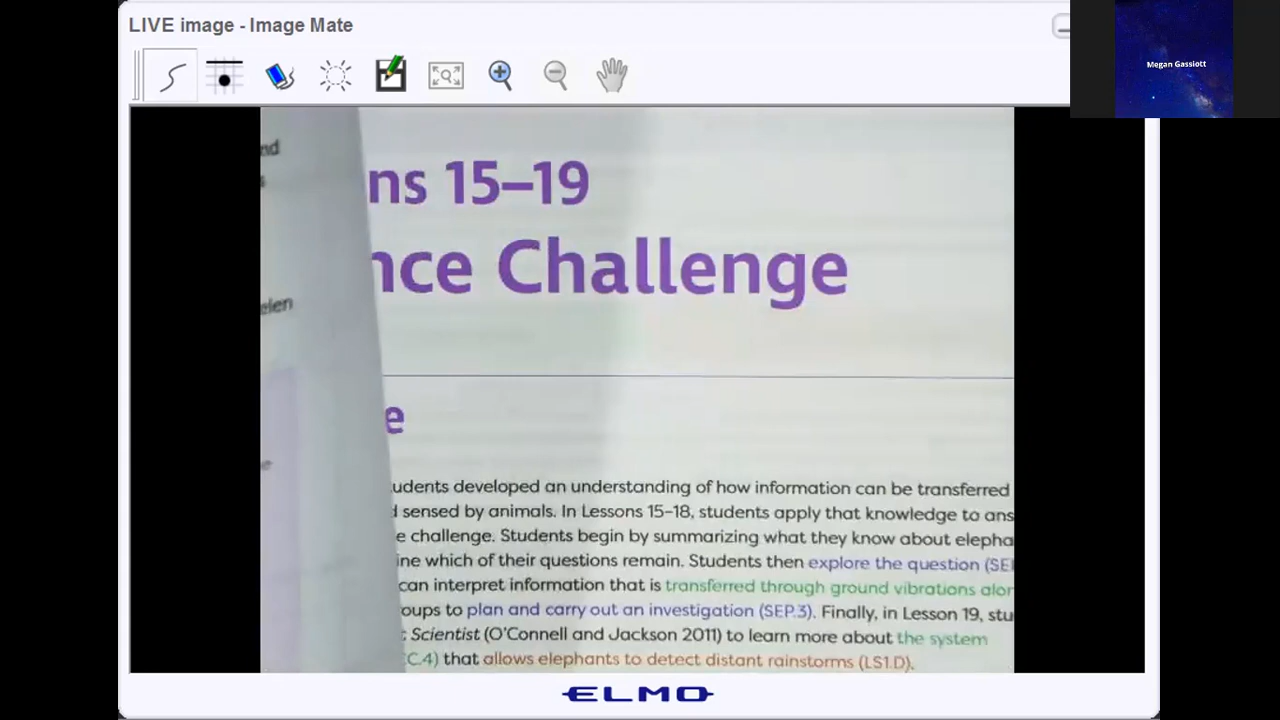 LIVE image - Image Mate
Megan Gassiott
ns 15–19
nce Challenge
e
udents developed an understanding of how information can be transferred
sensed by animals. In Lessons 15–18, students apply that knowledge to ans
e challenge. Students begin by summarizing what they know about elepha
ine which of their questions remain. Students then explore the question (SE
can interpret information that is transferred through ground vibrations alon
oups to plan and carry out an investigation (SEP.3). Finally, in Lesson 19, stu
Scientist (O'Connell and Jackson 2011) to learn more about the system
C.4) that allows elephants to detect distant rainstorms (LS1.D).
ELMO